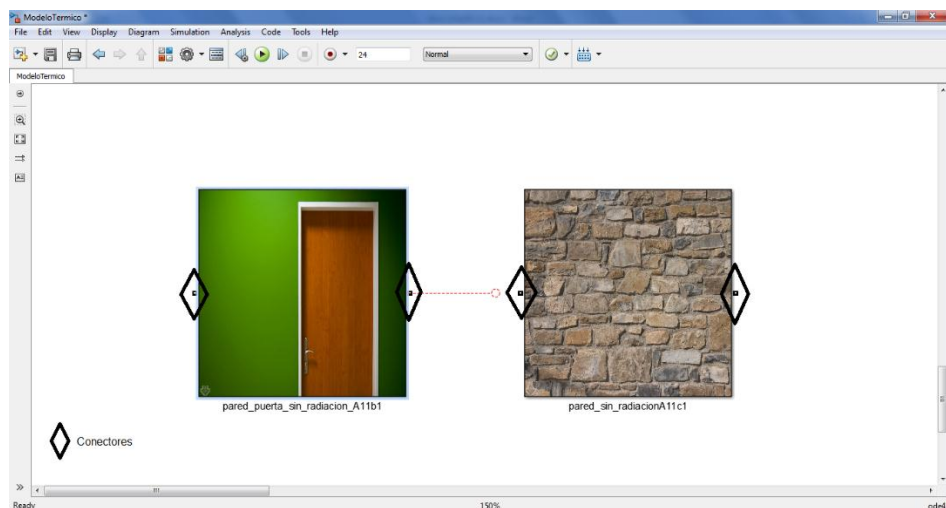 ModeloTermico *
File Edit View Display Diagram Simulation Analysis Code Tools Help
24 Normal
ModeloTermico
pared_puerta_sin_radiacion_A11b1 pared_sin_radiacionA11c1
Conectores
Ready 150% ode4